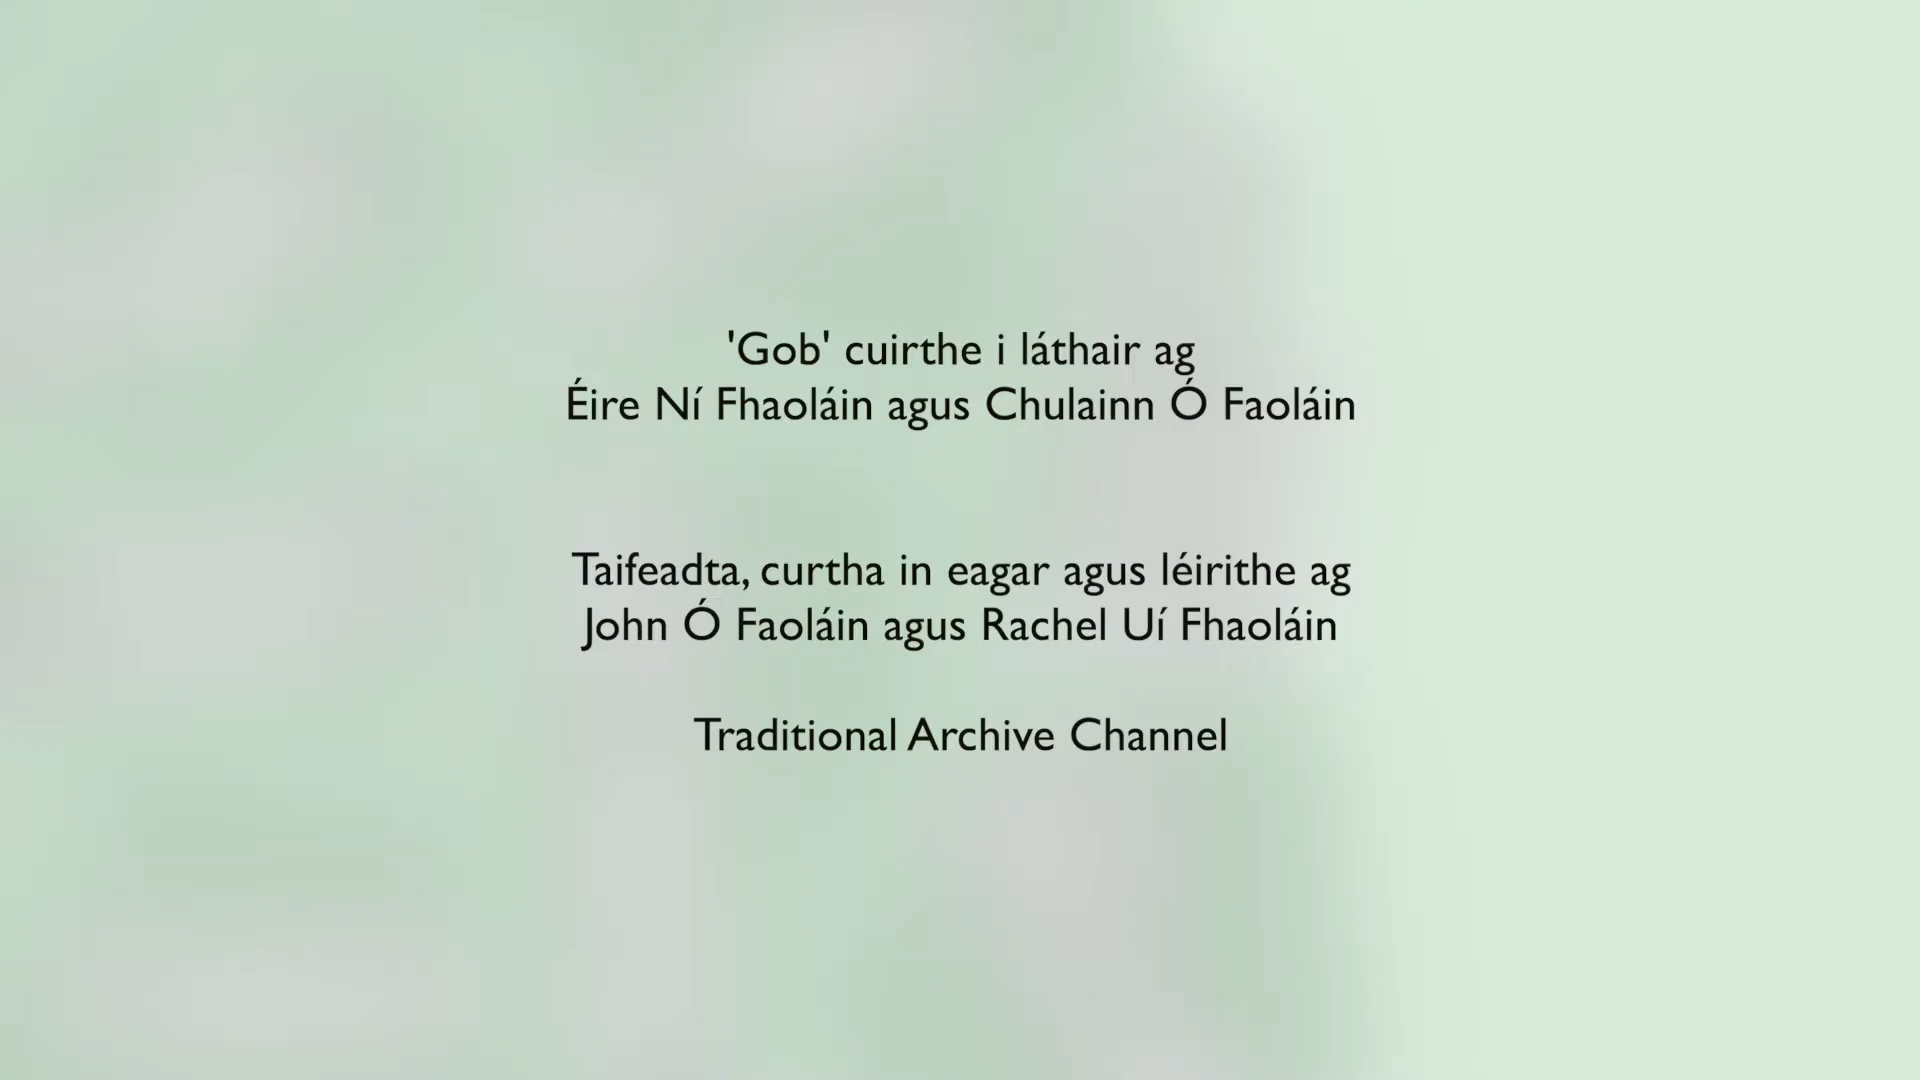 'Gob' cuirthe i láthair ag
Éire Ní Fhaoláin agus Chulainn Ó Faoláin
Taifeadta, curtha in eagar agus léirithe ag
John Ó Faoláin agus Rachel Uí Fhaoláin
Traditional Archive Channel